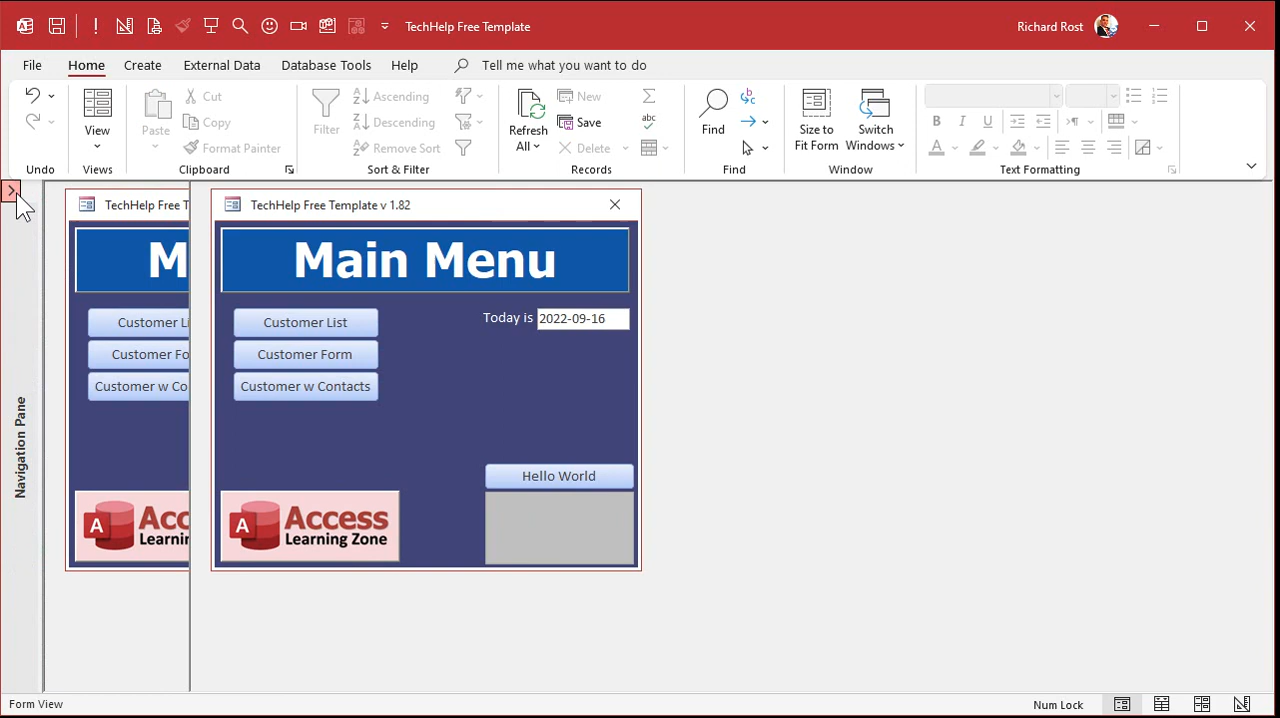 TechHelp Free Template
Richard Rost
File Home Create External Data Database Tools Help Tell me what you want to do
View
Paste
Cut
Copy
Format Painter
Filter
Ascending
Descending
Remove Sort
Refresh
All
New
Save
Delete
Find
Size to
Fit Form
Switch
Windows
B I U
A
Undo Views Clipboard Sort & Filter Records Find Window Text Formatting
Navigation Pane
TechHelp Free T
M
Customer Li
Customer Fo
Customer w Co
A Acc
Learnin
TechHelp Free Template v 1.82
Main Menu
Customer List
Customer Form
Customer w Contacts
Today is 2022-09-16
Hello World
A Access
Learning Zone
Form View
Num Lock